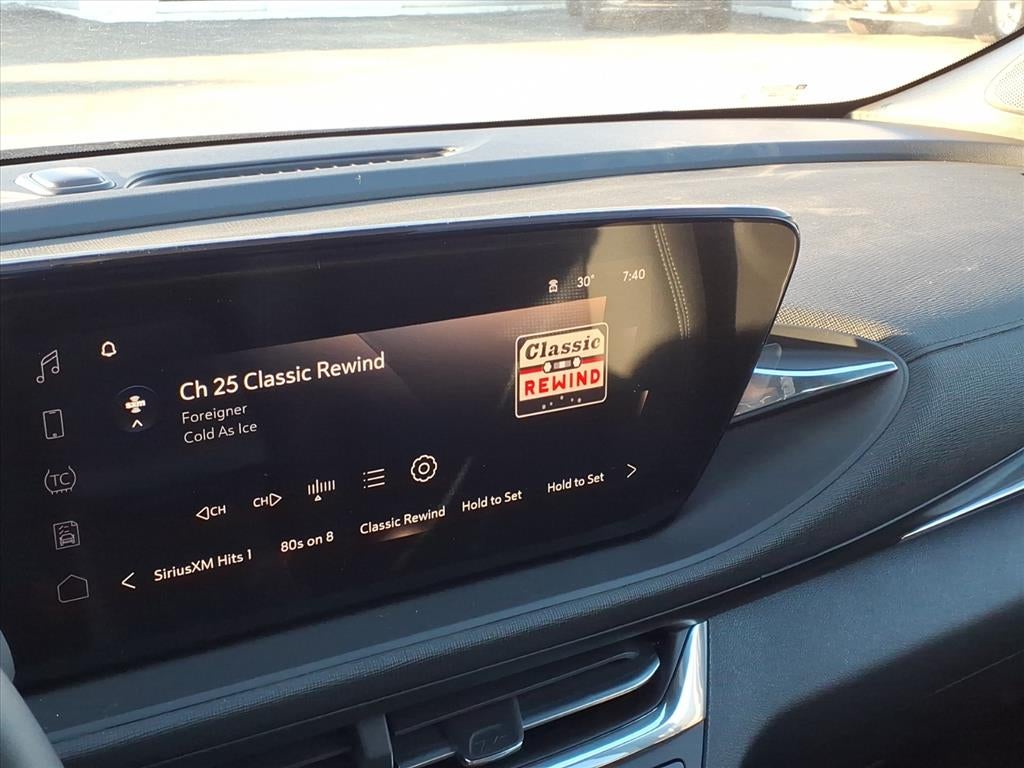 30° 7:40
Ch 25 Classic Rewind
Foreigner
Cold As Ice
sxm
Classic
REWIND
TC
CH
CH
SiriusXM Hits 1
80s on 8
Classic Rewind
Hold to Set
Hold to Set